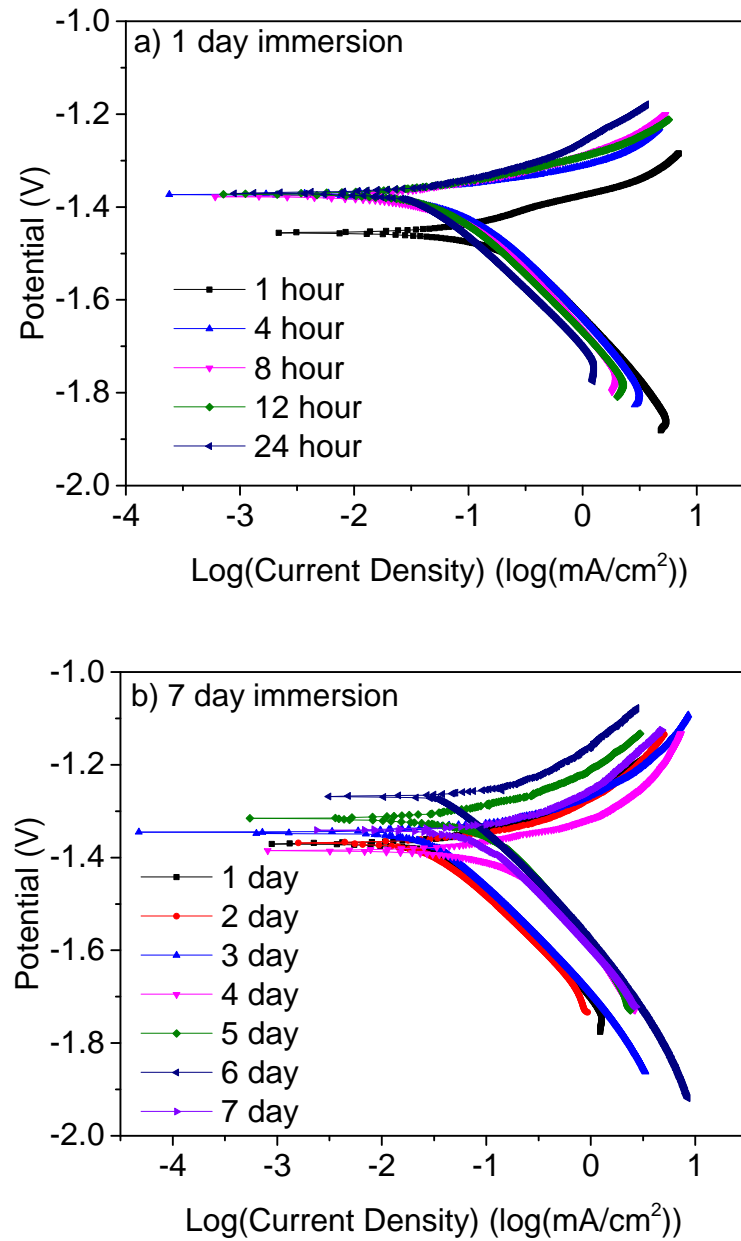 a) 1 day immersion
-1.0
-1.2
-1.4
-1.6
-1.8
-2.0
Potential (V)
1 hour
4 hour
8 hour
12 hour
24 hour
-4 -3 -2 -1 0 1
Log(Current Density) (log(mA/cm²))
b) 7 day immersion
-1.0
-1.2
-1.4
-1.6
-1.8
-2.0
Potential (V)
1 day
2 day
3 day
4 day
5 day
6 day
7 day
-4 -3 -2 -1 0 1
Log(Current Density) (log(mA/cm²))